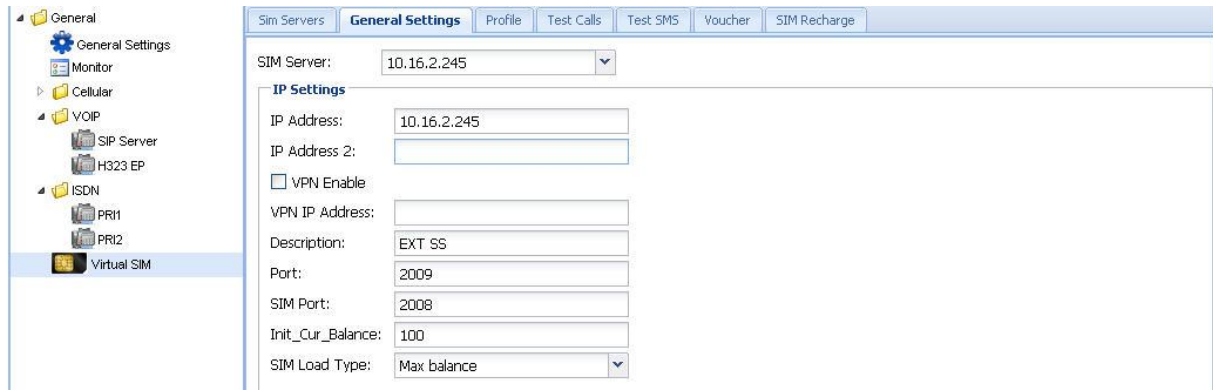 General
General Settings
Monitor
Cellular
VOIP
SIP Server
H323 EP
ISDN
PRI1
PRI2
Virtual SIM
Sim Servers General Settings Profile Test Calls Test SMS Voucher SIM Recharge
SIM Server: 10.16.2.245
IP Settings
IP Address: 10.16.2.245
IP Address 2:
VPN Enable
VPN IP Address:
Description: EXT SS
Port: 2009
SIM Port: 2008
Init_Cur_Balance: 100
SIM Load Type: Max balance